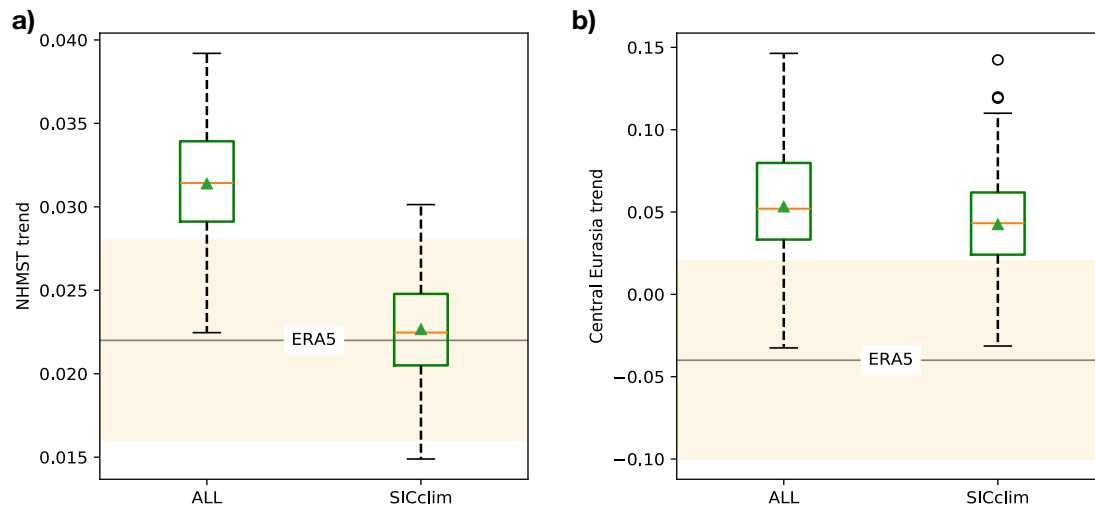 a)
0.040
0.035
0.030
0.025
0.020
0.015
NHMST trend
ERA5
ALL
SICclim
b)
0.15
0.10
0.05
0.00
−0.05
−0.10
Central Eurasia trend
ERA5
ALL
SICclim